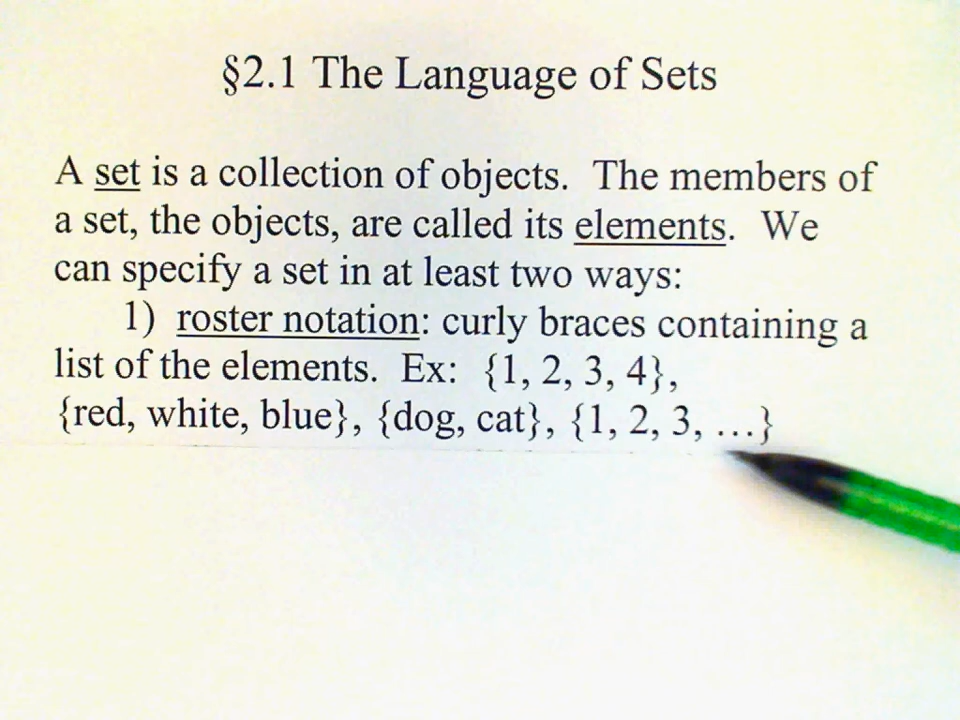 §2.1 The Language of Sets
A set is a collection of objects. The members of
a set, the objects, are called its elements. We
can specify a set in at least two ways:
1) roster notation: curly braces containing a
list of the elements. Ex: {1, 2, 3, 4},
{red, white, blue}, {dog, cat}, {1, 2, 3, …}